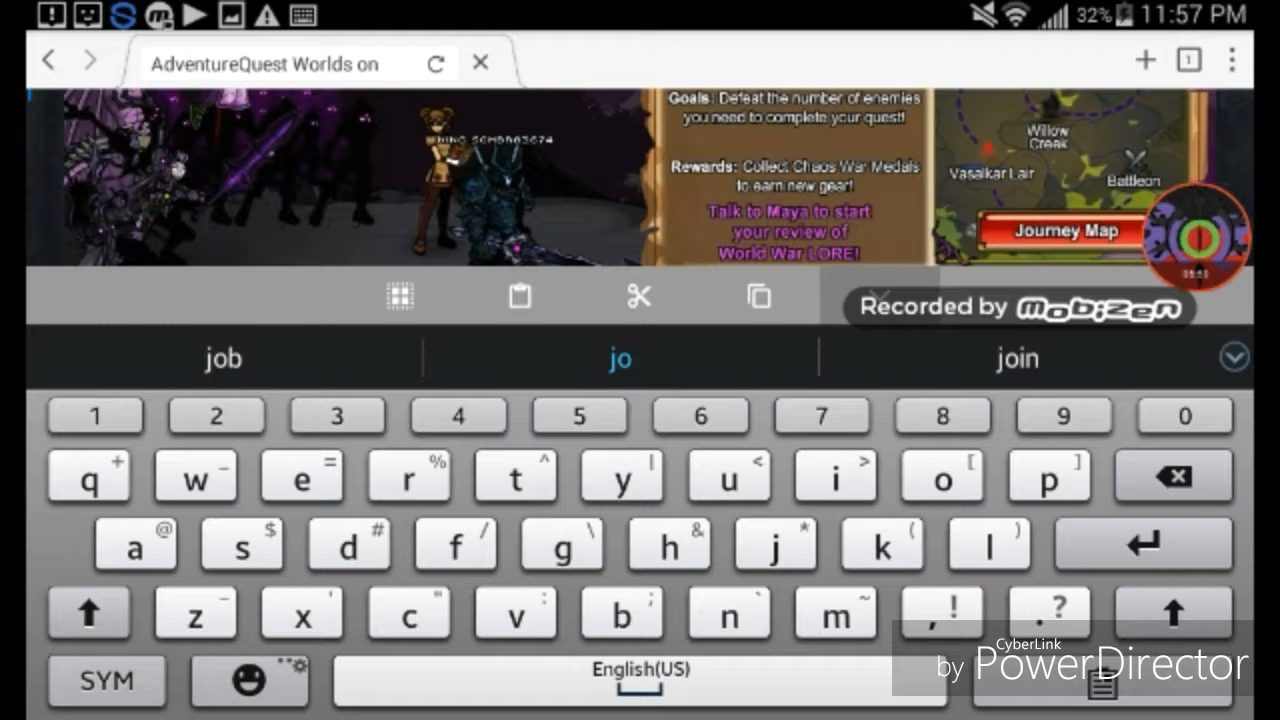 32% 11:57 PM
AdventureQuest Worlds on
1
Goals: Defeat the number of enemies
you need to complete your quest!
Rewards: Collect Chaos War Medals
to earn new gear!
Talk to Maya to start
your review of
World War LORE!
Willow
Creek
Vasalkar Lair
Battleon
Journey Map
Recorded by Mobizen
job jo join
1 2 3 4 5 6 7 8 9 0
q + w _ e = r % t ^ y | u < i > o [ p ]
a @ s $ d # f / g \ h & j * k ( l )
z - x ' c " v : b ; n ` m ~ , ! . ?
SYM English(US)
CyberLink
by PowerDirector